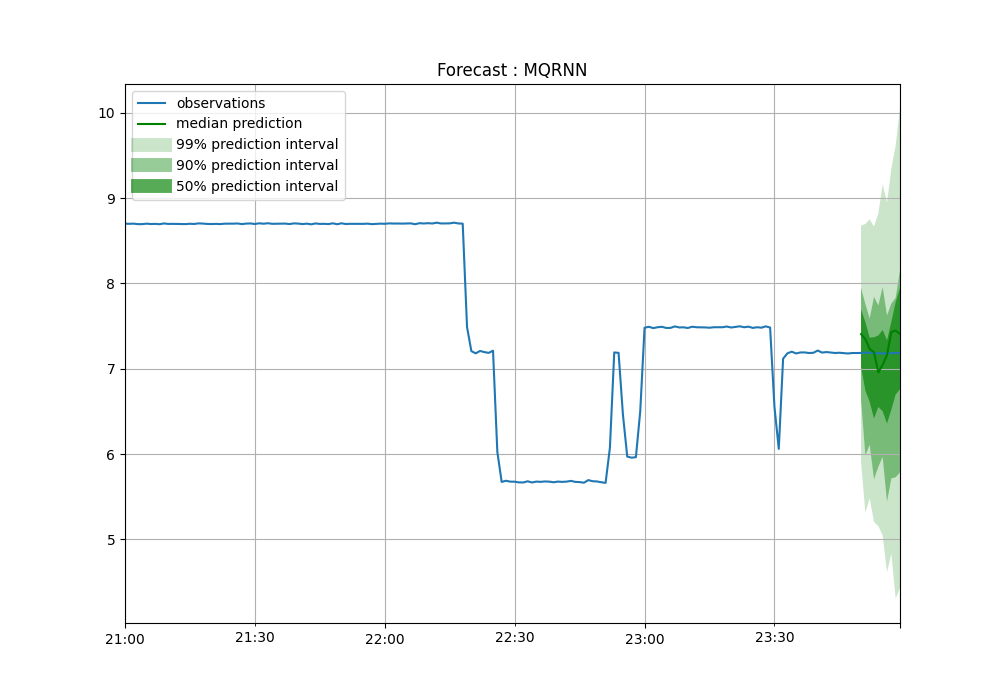 Forecast : MQRNN
observations
median prediction
99% prediction interval
90% prediction interval
50% prediction interval
10
9
8
7
6
5
21:00
21:30
22:00
22:30
23:00
23:30